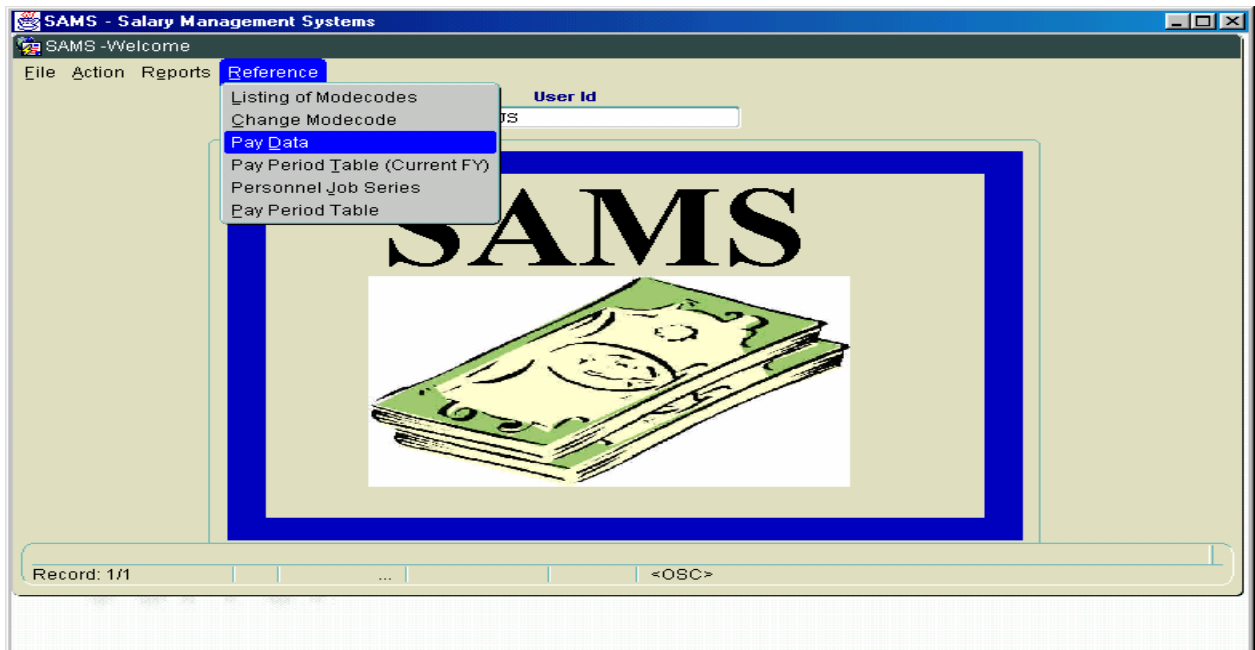 SAMS - Salary Management Systems
SAMS -Welcome
File Action Reports Reference
Listing of Modecodes
Change Modecode
Pay Data
Pay Period Table (Current FY)
Personnel Job Series
Pay Period Table
User Id
SAMS
Record: 1/1 ... <OSC>